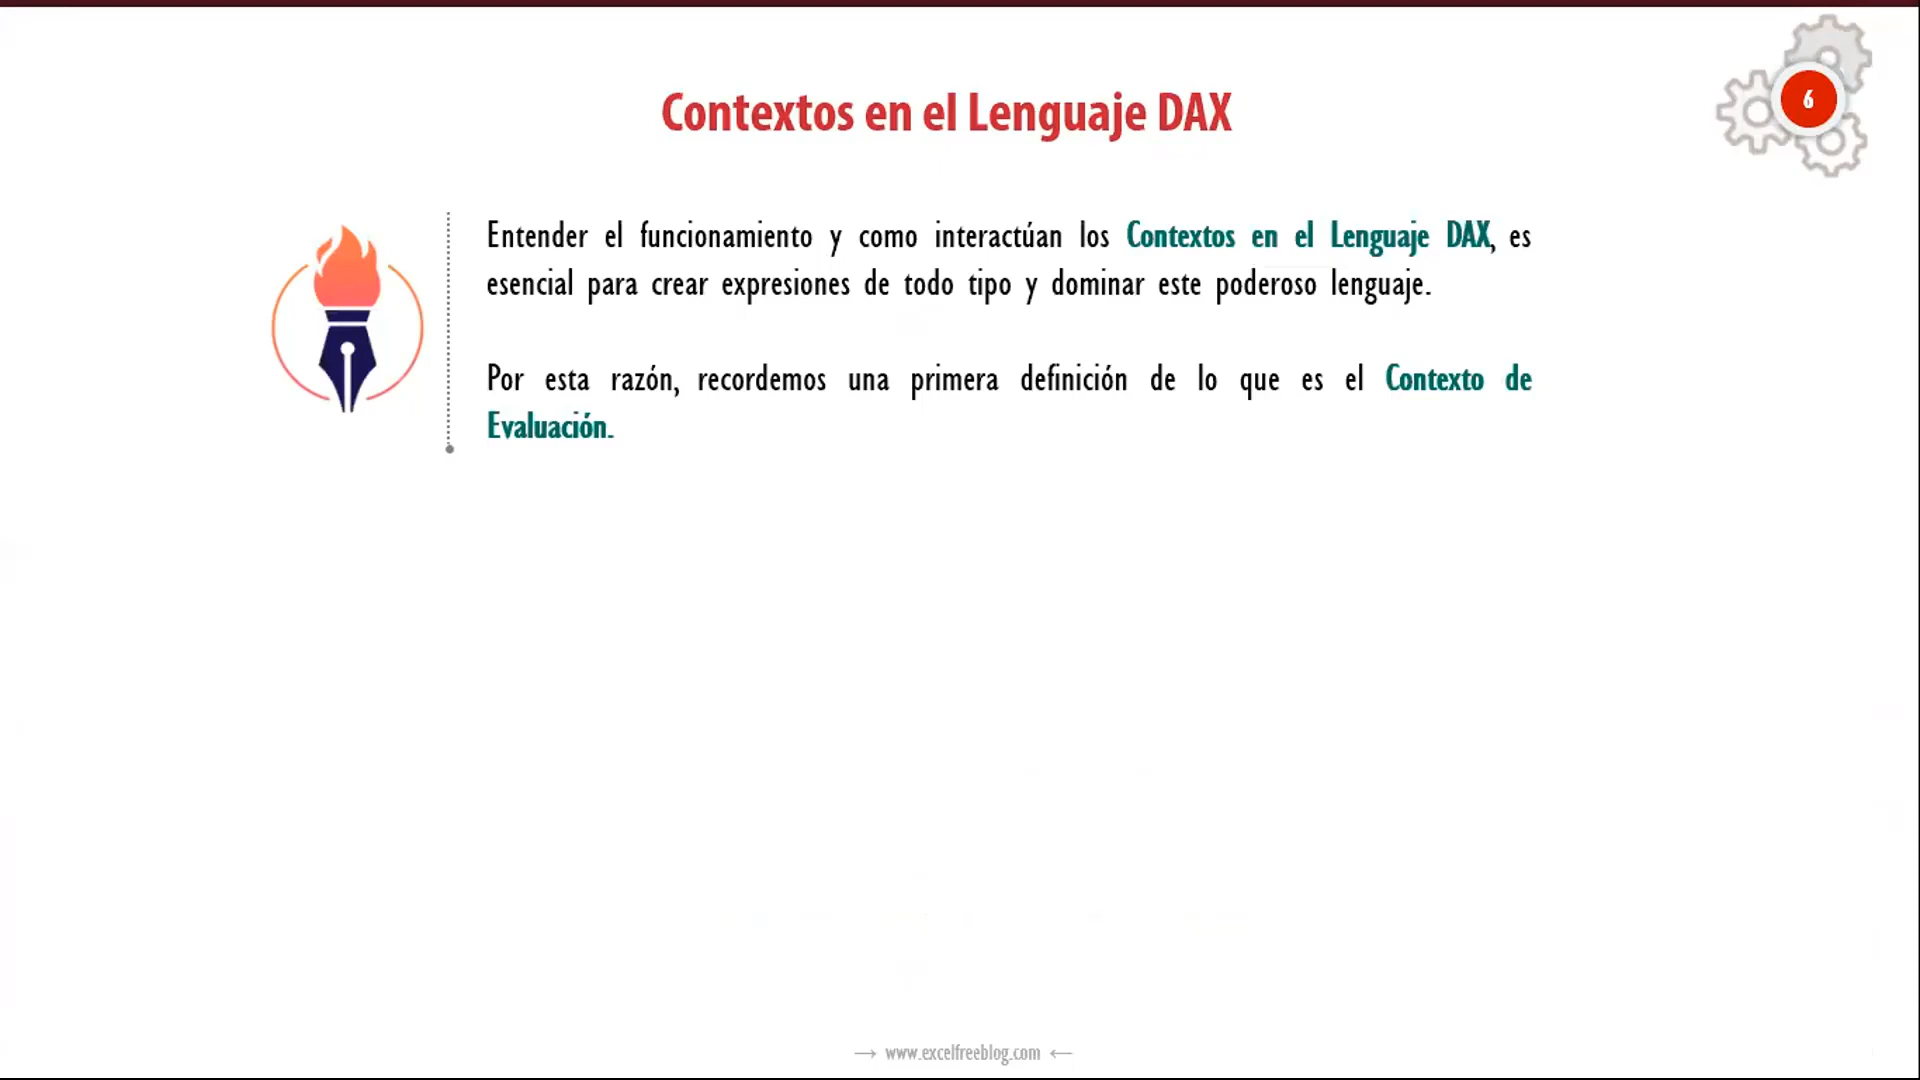 Contextos en el Lenguaje DAX
6
Entender el funcionamiento y como interactúan los Contextos en el Lenguaje DAX, es
esencial para crear expresiones de todo tipo y dominar este poderoso lenguaje.
Por esta razón, recordemos una primera definición de lo que es el Contexto de
Evaluación.
→ www.excelfreeblog.com ←